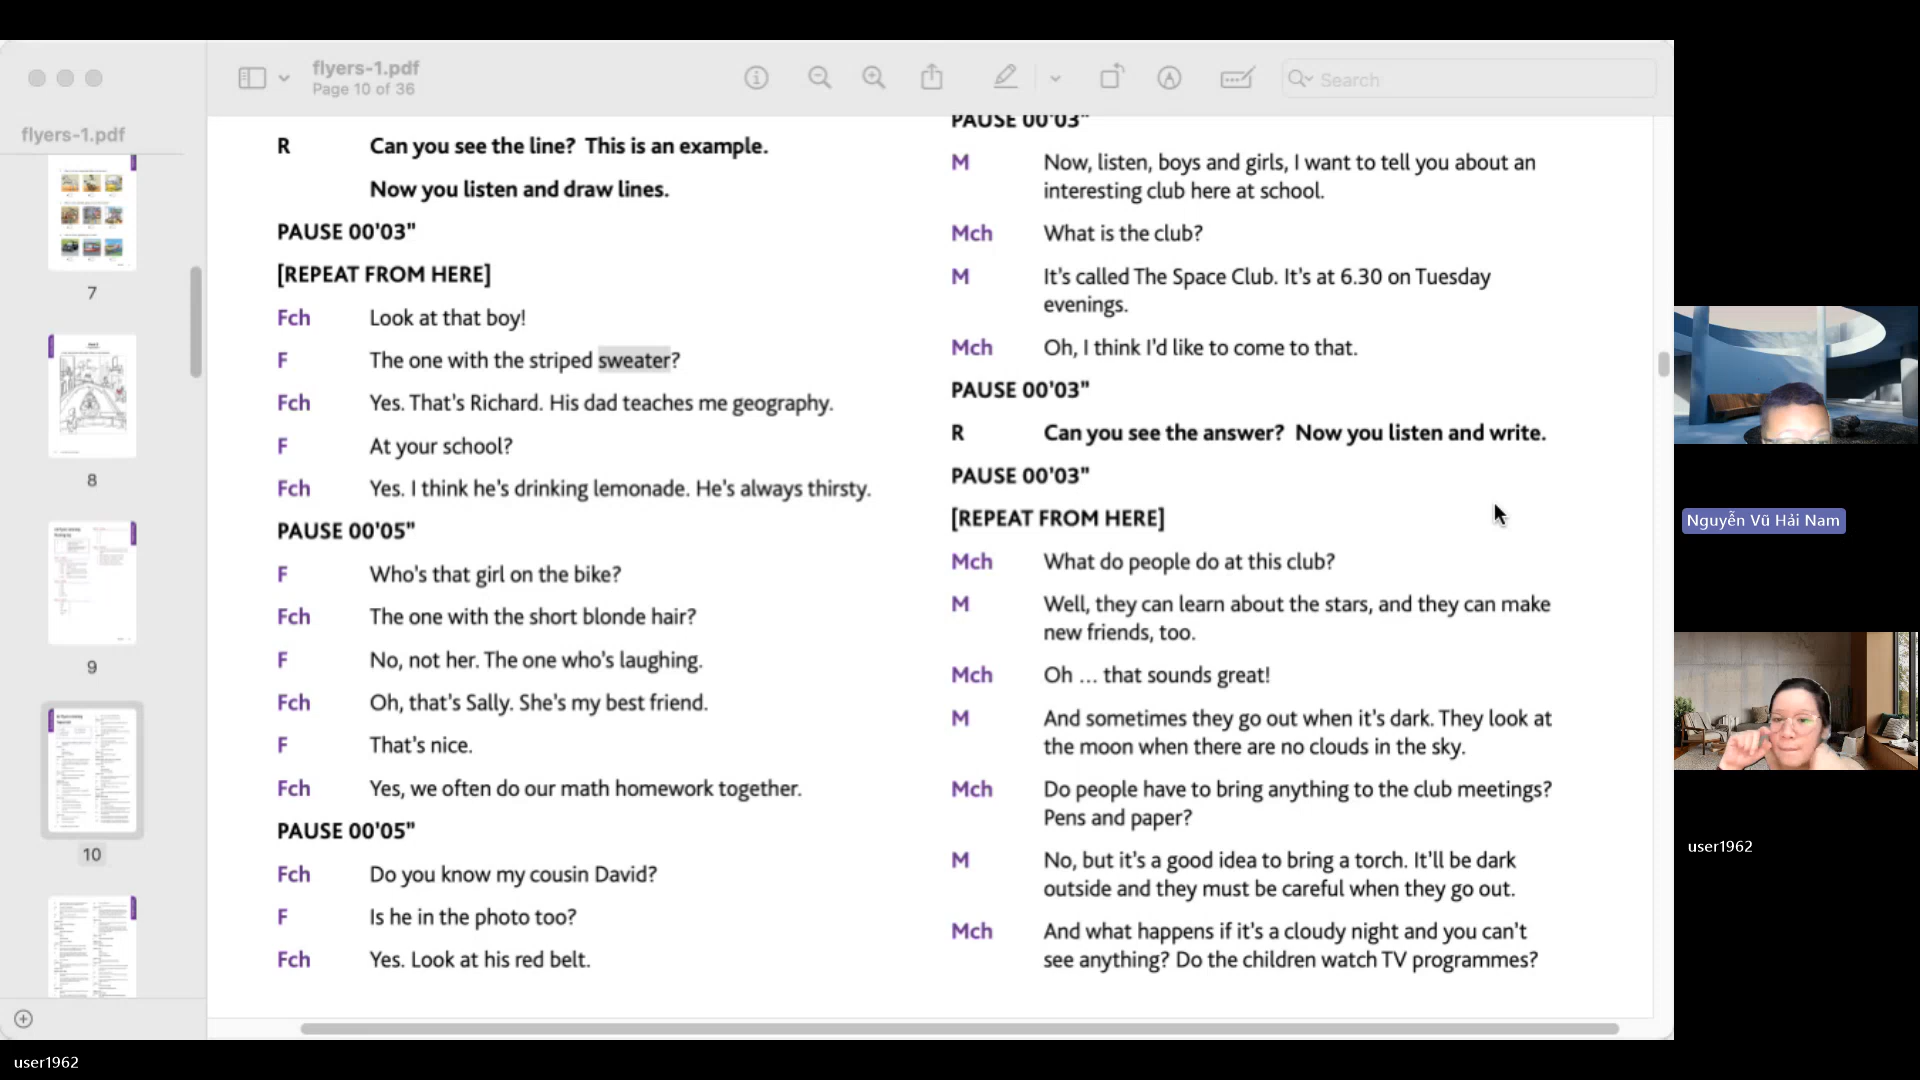 flyers-1.pdf
Page 10 of 36
Search
flyers-1.pdf
7
8
9
10
R Can you see the line? This is an example.
Now you listen and draw lines.
PAUSE 00'03"
[REPEAT FROM HERE]
Fch Look at that boy!
F The one with the striped sweater?
Fch Yes. That's Richard. His dad teaches me geography.
F At your school?
Fch Yes. I think he's drinking lemonade. He's always thirsty.
PAUSE 00'05"
F Who's that girl on the bike?
Fch The one with the short blonde hair?
F No, not her. The one who's laughing.
Fch Oh, that's Sally. She's my best friend.
F That's nice.
Fch Yes, we often do our math homework together.
PAUSE 00'05"
Fch Do you know my cousin David?
F Is he in the photo too?
Fch Yes. Look at his red belt.
PAUSE 00'03"
M Now, listen, boys and girls, I want to tell you about an
interesting club here at school.
Mch What is the club?
M It's called The Space Club. It's at 6.30 on Tuesday
evenings.
Mch Oh, I think I'd like to come to that.
PAUSE 00'03"
R Can you see the answer? Now you listen and write.
PAUSE 00'03"
[REPEAT FROM HERE]
Mch What do people do at this club?
M Well, they can learn about the stars, and they can make
new friends, too.
Mch Oh … that sounds great!
M And sometimes they go out when it's dark. They look at
the moon when there are no clouds in the sky.
Mch Do people have to bring anything to the club meetings?
Pens and paper?
M No, but it's a good idea to bring a torch. It'll be dark
outside and they must be careful when they go out.
Mch And what happens if it's a cloudy night and you can't
see anything? Do the children watch TV programmes?
Nguyễn Vũ Hải Nam
user1962
user1962